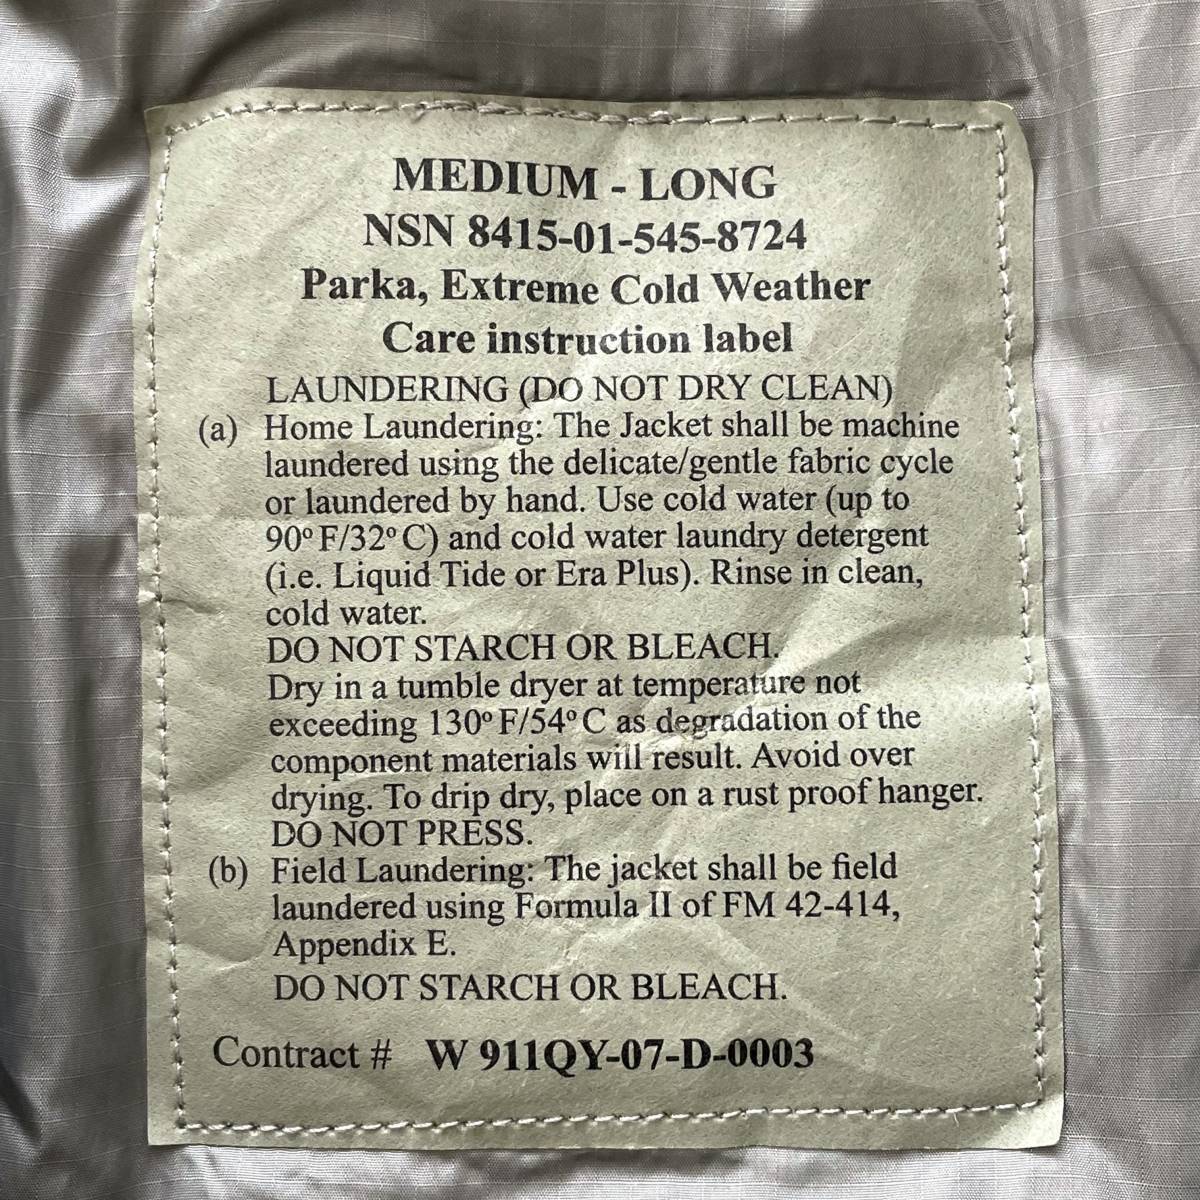 MEDIUM - LONG
NSN 8415-01-545-8724
Parka, Extreme Cold Weather
Care instruction label
LAUNDERING (DO NOT DRY CLEAN)
(a) Home Laundering: The Jacket shall be machine
laundered using the delicate/gentle fabric cycle
or laundered by hand. Use cold water (up to
90º F/32º C) and cold water laundry detergent
(i.e. Liquid Tide or Era Plus). Rinse in clean,
cold water.
DO NOT STARCH OR BLEACH.
Dry in a tumble dryer at temperature not
exceeding 130º F/54º C as degradation of the
component materials will result. Avoid over
drying. To drip dry, place on a rust proof hanger.
DO NOT PRESS.
(b) Field Laundering: The jacket shall be field
laundered using Formula II of FM 42-414,
Appendix E.
DO NOT STARCH OR BLEACH.
Contract # W 911QY-07-D-0003